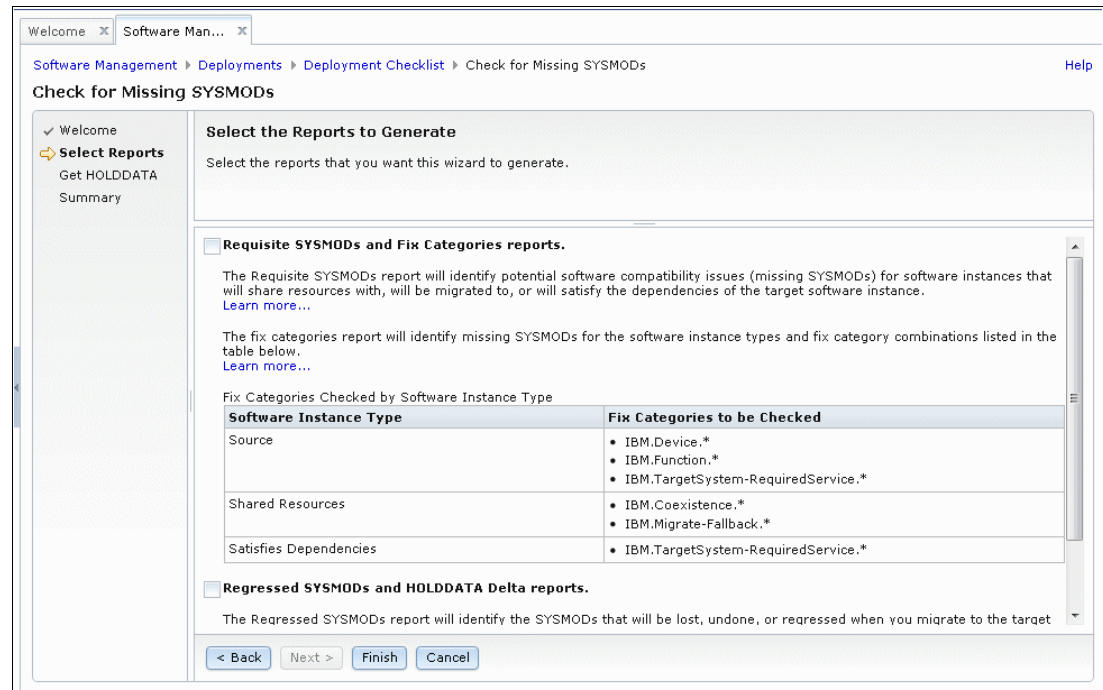 Welcome X Software Man... X
Software Management Deployments Deployment Checklist Check for Missing SYSMODs Help
Check for Missing SYSMODs
Welcome
Select Reports
Get HOLDDATA
Summary
Select the Reports to Generate
Select the reports that you want this wizard to generate.
Requisite SYSMODs and Fix Categories reports.
The Requisite SYSMODs report will identify potential software compatibility issues (missing SYSMODs) for software instances that
will share resources with, will be migrated to, or will satisfy the dependencies of the target software instance.
Learn more...
The fix categories report will identify missing SYSMODs for the software instance types and fix category combinations listed in the
table below.
Learn more...
Fix Categories Checked by Software Instance Type
Software Instance Type Fix Categories to be Checked
Source • IBM.Device.*
• IBM.Function.*
• IBM.TargetSystem-RequiredService.*
Shared Resources • IBM.Coexistence.*
• IBM.Migrate-Fallback.*
Satisfies Dependencies • IBM.TargetSystem-RequiredService.*
Regressed SYSMODs and HOLDDATA Delta reports.
The Regressed SYSMODs report will identify the SYSMODs that will be lost, undone, or regressed when you migrate to the target
< Back Next > Finish Cancel